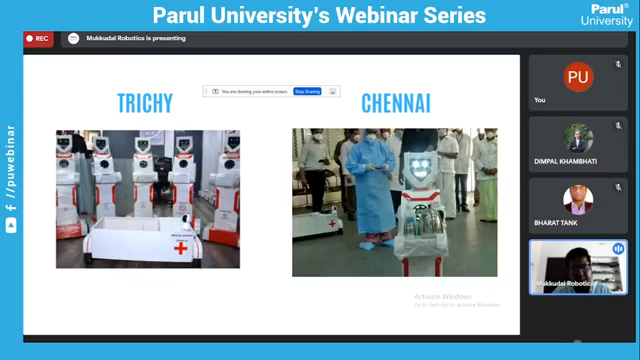 Parul University's Webinar Series
Parul®
University
REC
Mukkudal Robotics is presenting
You are sharing your entire screen.
Stop Sharing
TRICHY
CHENNAI
PU
You
DIMPAL KHAMBHATI
BHARAT TANK
Mukkudal Robotics
Activate Windows
Go to Settings to activate Windows.
f //puwebinar